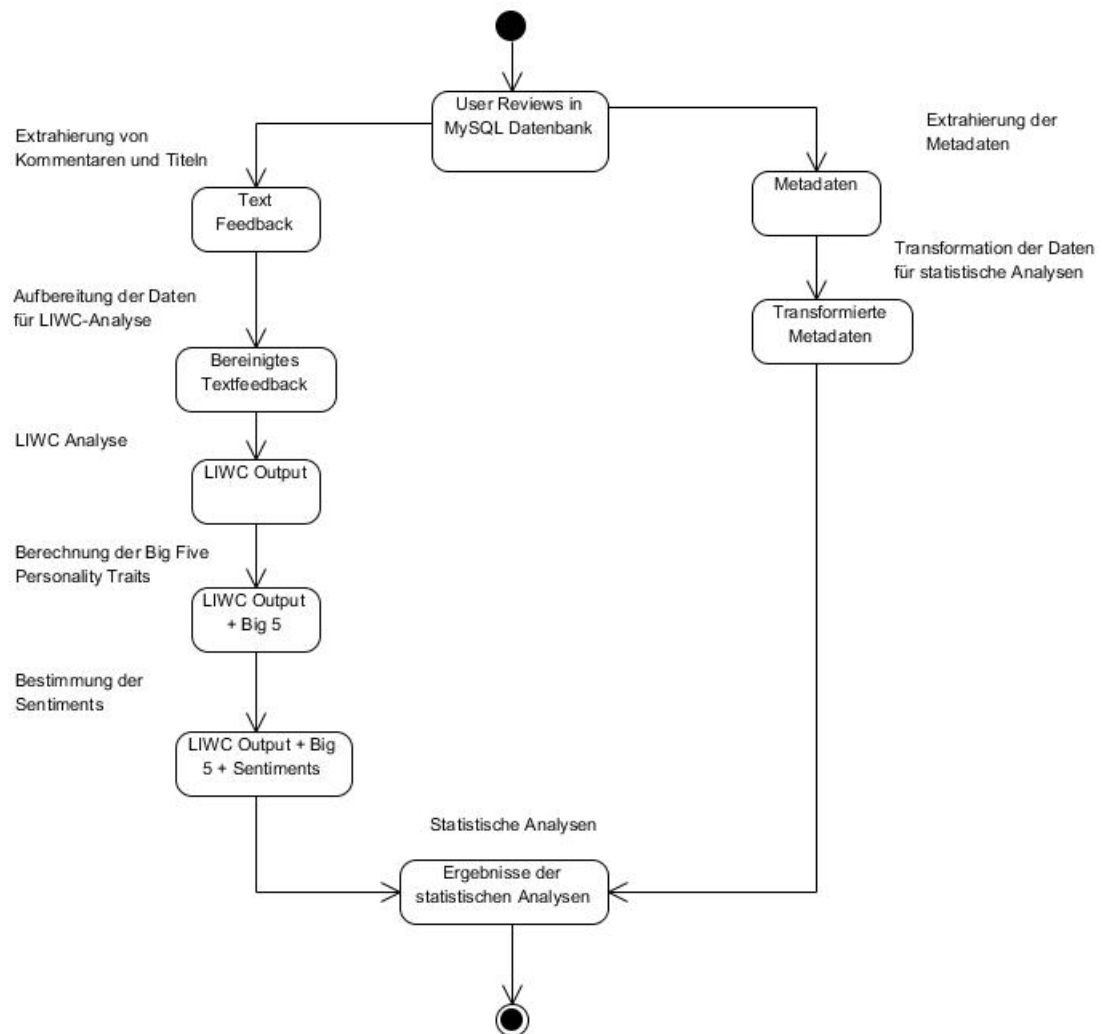 User Reviews in
MySQL Datenbank
Extrahierung von
Kommentaren und Titeln
Extrahierung der
Metadaten
Text
Feedback
Metadaten
Transformation der Daten
für statistische Analysen
Aufbereitung der Daten
für LIWC-Analyse
Transformierte
Metadaten
Bereinigtes
Textfeedback
LIWC Analyse
LIWC Output
Berechnung der Big Five
Personality Traits
LIWC Output
+ Big 5
Bestimmung der
Sentiments
LIWC Output + Big
5 + Sentiments
Statistische Analysen
Ergebnisse der
statistischen Analysen